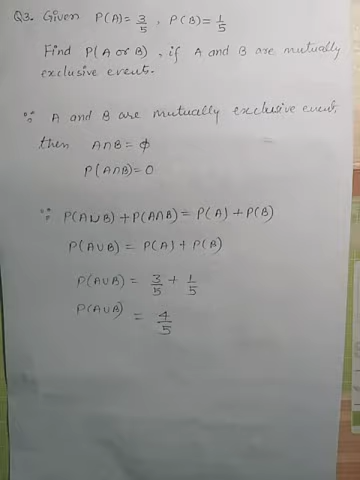 Q3. Given P(A) = 3/5 , P(B) = 1/5
Find P(A or B) , if A and B are mutually
exclusive events.
∵ A and B are mutually exclusive event,
then A∩B = ϕ
P(A∩B) = 0
∵ P(A∪B) + P(A∩B) = P(A) + P(B)
P(A∪B) = P(A) + P(B)
P(A∪B) = 3/5 + 1/5
P(A∪B) = 4/5